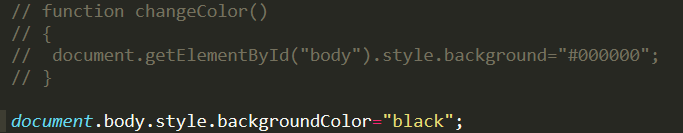 // function changeColor()
// {
//  document.getElementById("body").style.background="#000000";
// }
document.body.style.backgroundColor="black";